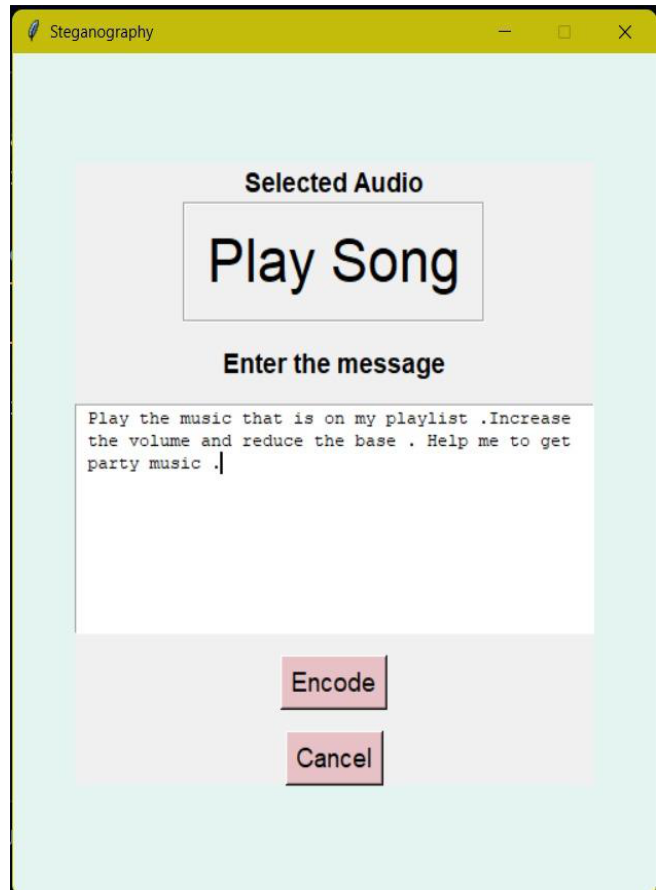 Steganography
Selected Audio
Play Song
Enter the message
Play the music that is on my playlist .Increase
the volume and reduce the base . Help me to get
party music .
Encode
Cancel